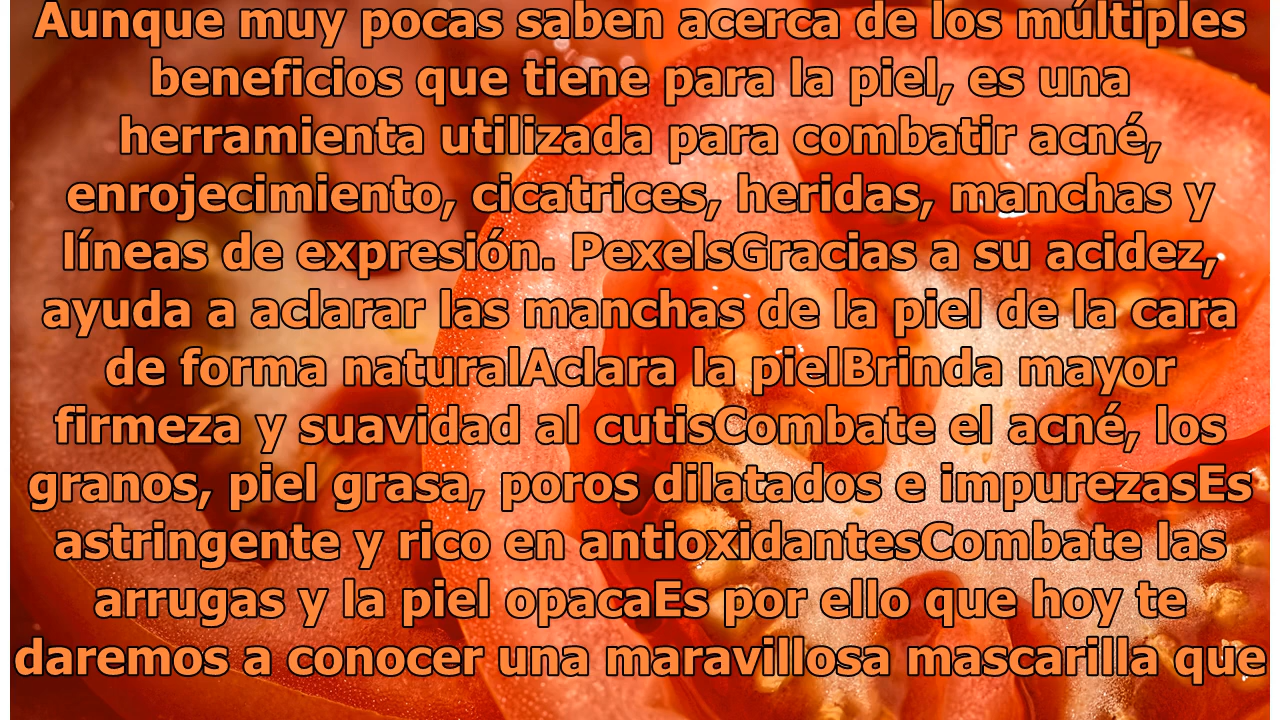 Aunque muy pocas saben acerca de los múltiples
beneficios que tiene para la piel, es una
herramienta utilizada para combatir acné,
enrojecimiento, cicatrices, heridas, manchas y
líneas de expresión. PexelsGracias a su acidez,
ayuda a aclarar las manchas de la piel de la cara
de forma naturalAclara la pielBrinda mayor
firmeza y suavidad al cutisCombate el acné, los
granos, piel grasa, poros dilatados e impurezasEs
astringente y rico en antioxidantesCombate las
arrugas y la piel opacaEs por ello que hoy te
daremos a conocer una maravillosa mascarilla que